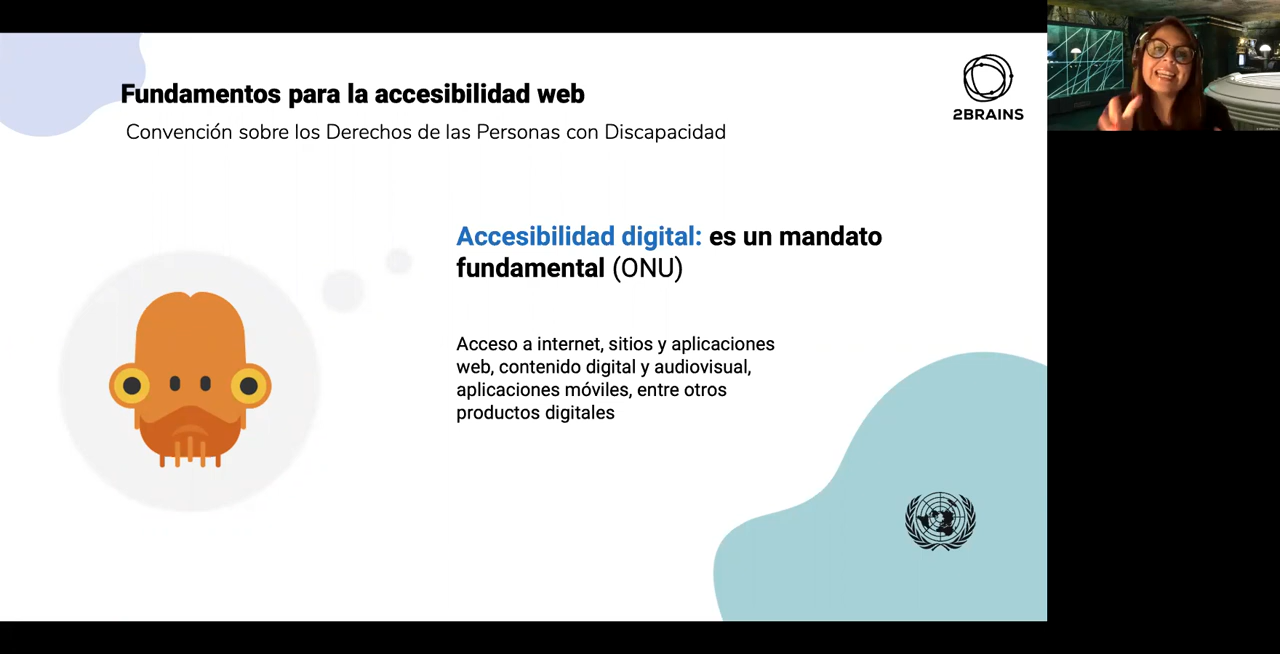 Fundamentos para la accesibilidad web
Convención sobre los Derechos de las Personas con Discapacidad
2BRAINS
Accesibilidad digital: es un mandato
fundamental (ONU)
Acceso a internet, sitios y aplicaciones
web, contenido digital y audiovisual,
aplicaciones móviles, entre otros
productos digitales